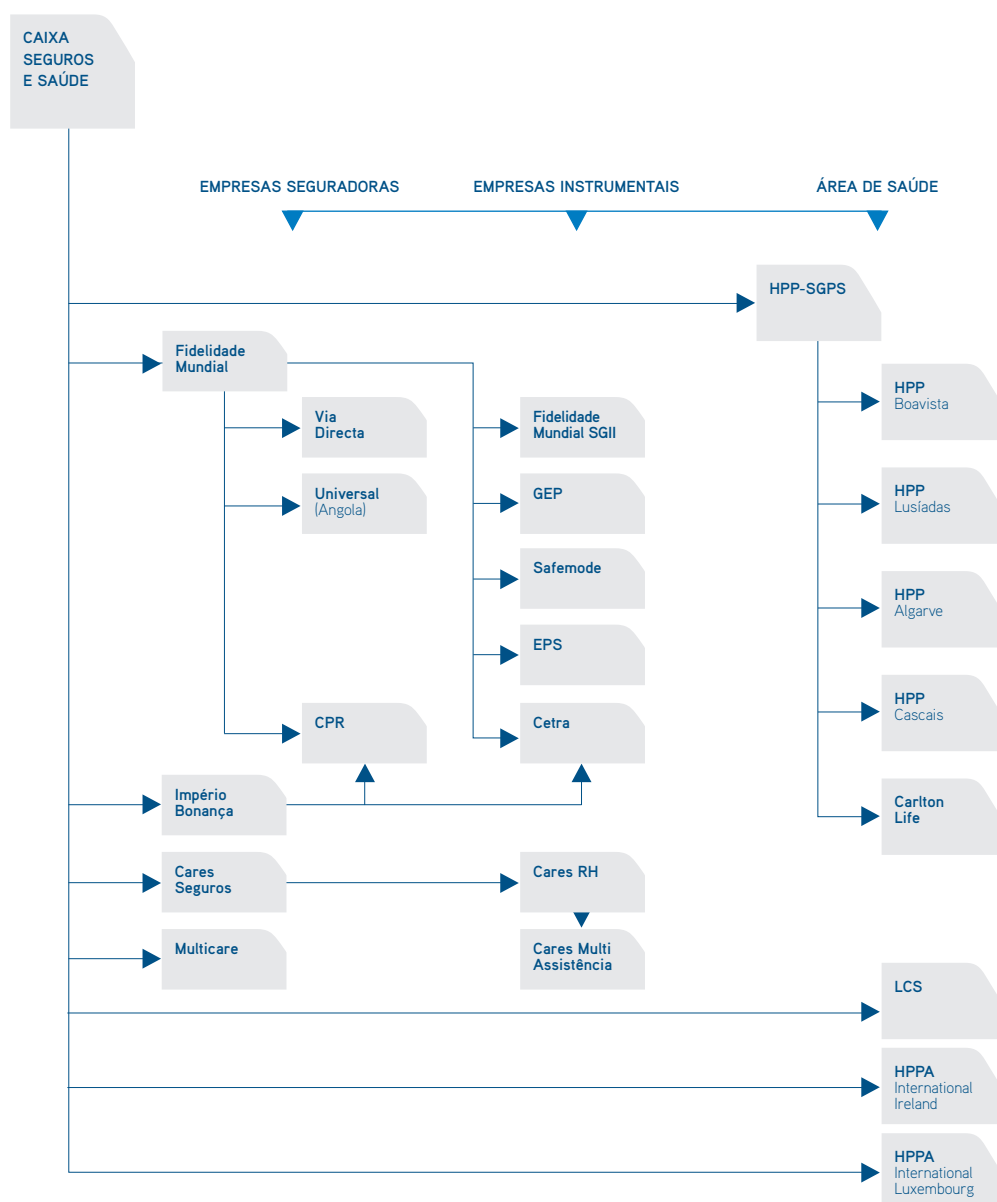 CAIXA
SEGUROS
E SAÚDE
EMPRESAS SEGURADORAS
EMPRESAS INSTRUMENTAIS
ÁREA DE SAÚDE
HPP-SGPS
Fidelidade
Mundial
HPP
Boavista
Via
Directa
Fidelidade
Mundial SGII
Universal
(Angola)
GEP
HPP
Lusíadas
Safemode
HPP
Algarve
EPS
HPP
Cascais
CPR
Cetra
Império
Bonança
Carlton
Life
Cares
Seguros
Cares RH
Multicare
Cares Multi
Assistência
LCS
HPPA
International
Ireland
HPPA
International
Luxembourg